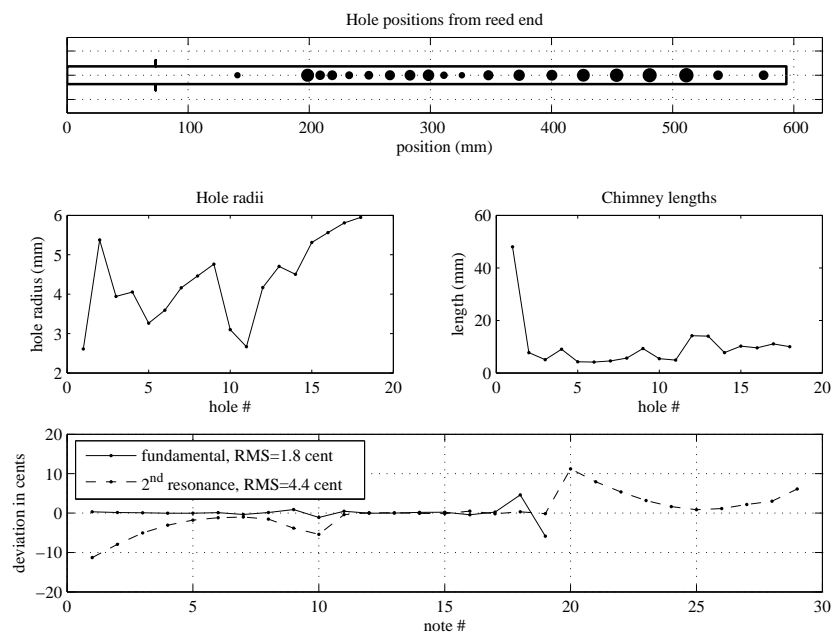 Hole positions from reed end
0 100 200 300 400 500 600
position (mm)
Hole radii
6
5
4
3
2
hole radius (mm)
0 5 10 15 20
hole #
Chimney lengths
60
40
20
0
length (mm)
0 5 10 15 20
hole #
20
10
0
−10
−20
deviation in cents
fundamental, RMS=1.8 cent
2nd resonance, RMS=4.4 cent
0 5 10 15 20 25 30
note #